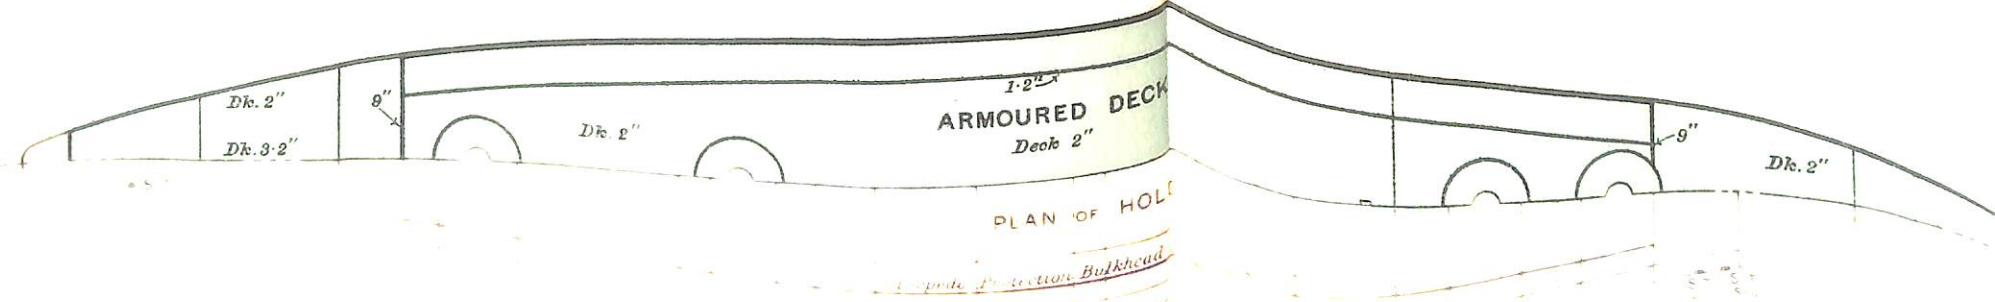 Dk. 2"
Dk. 3·2"
9"
Dk. 2"
1·2"
ARMOURED DECK
Deck 2"
9"
Dk. 2"
PLAN OF HOL
Protection Bulkhead